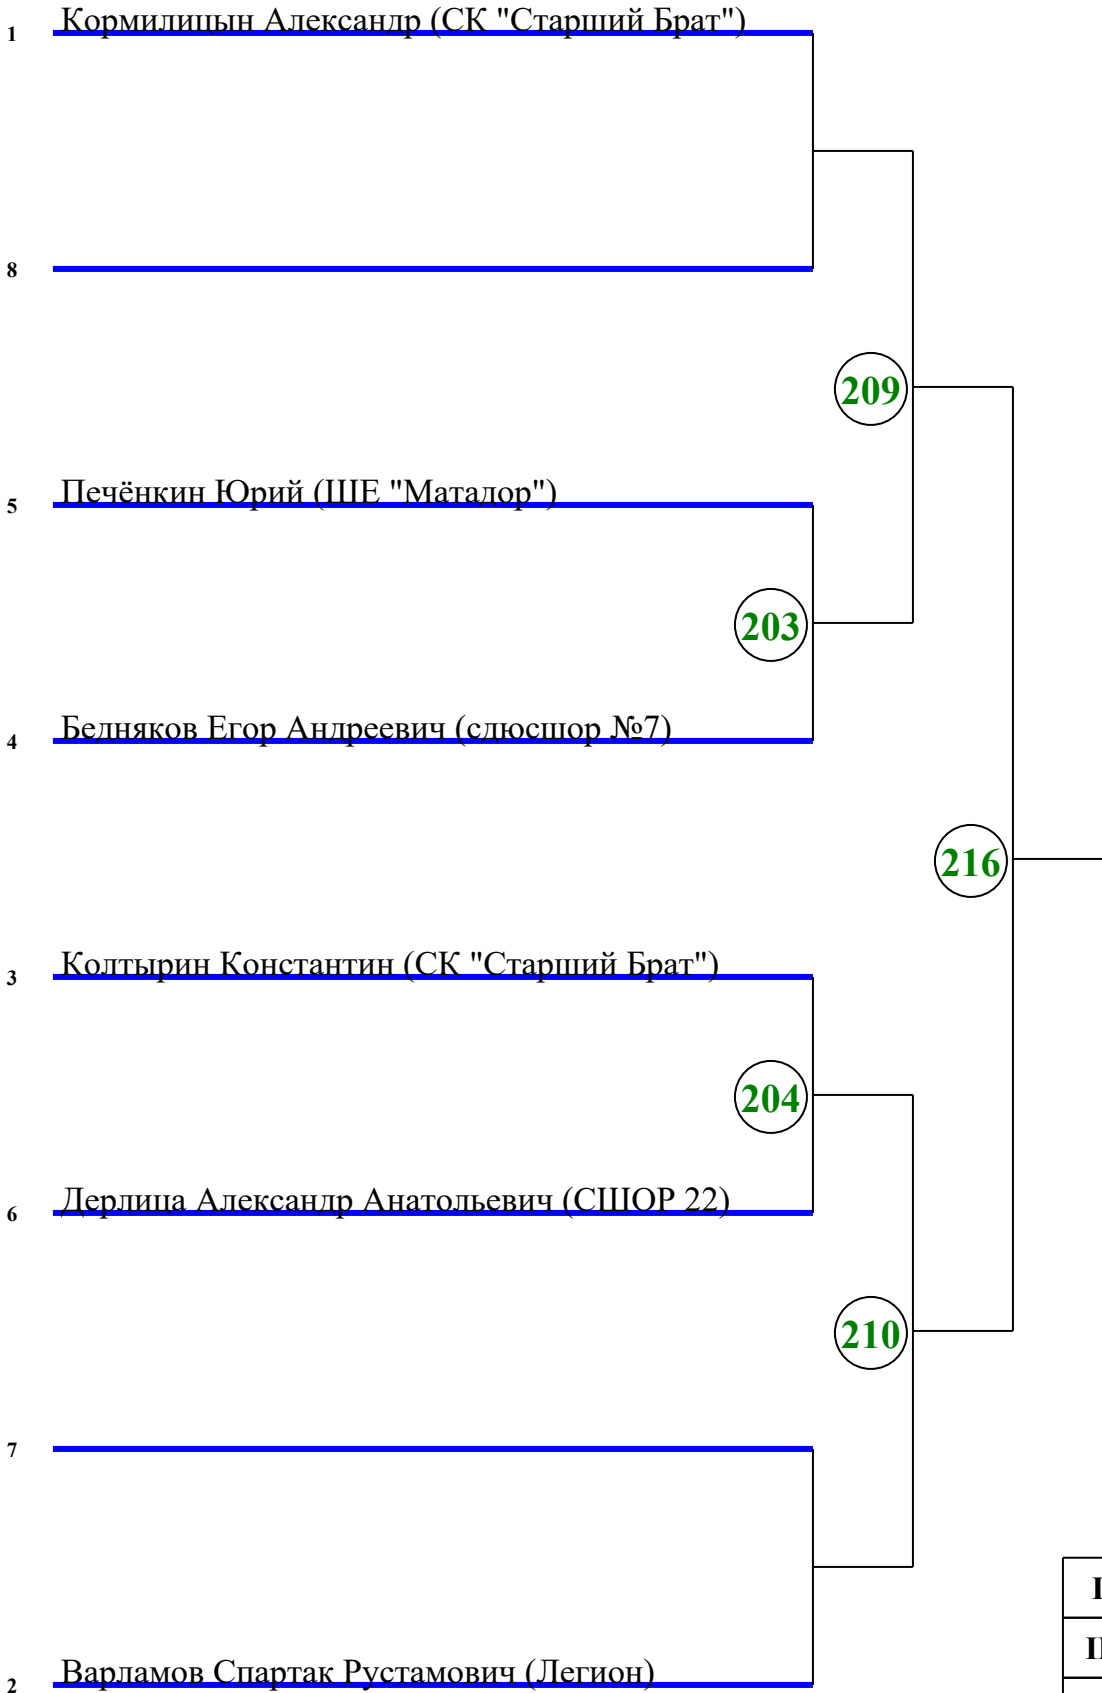 1 Кормилицын Александр (СК "Старший Брат")
8
209
5 Печёнкин Юрий (ШЕ "Матадор")
203
4 Бедняков Егор Андреевич (сдюсшор №7)
216
3 Колтырин Константин (СК "Старший Брат")
204
6 Дерлица Александр Анатольевич (СШОР 22)
210
7
I
II
2 Варламов Спартак Рустамович (Легион)